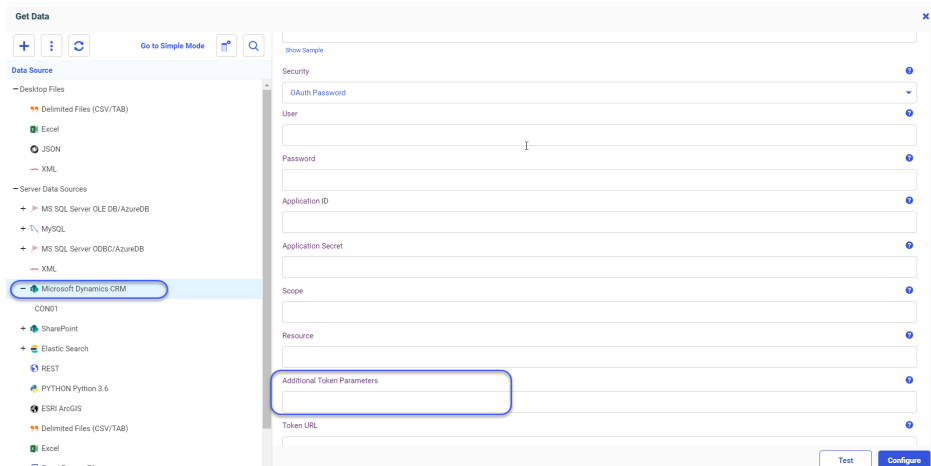 Get Data
Go to Simple Mode
Data Source
Desktop Files
Delimited Files (CSV/TAB)
Excel
JSON
XML
Server Data Sources
MS SQL Server OLE DB/AzureDB
MySQL
MS SQL Server ODBC/AzureDB
XML
Microsoft Dynamics CRM
CON01
SharePoint
Elastic Search
REST
PYTHON Python 3.6
ESRI ArcGIS
Delimited Files (CSV/TAB)
Excel
Show Sample
Security
OAuth Password
User
Password
Application ID
Application Secret
Scope
Resource
Additional Token Parameters
Token URL
Test
Configure